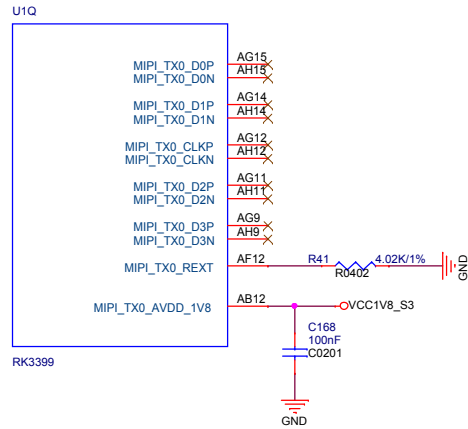 U1Q
MIPI_TX0_D0P AG15
MIPI_TX0_D0N AH15
MIPI_TX0_D1P AG14
MIPI_TX0_D1N AH14
MIPI_TX0_CLKP AG12
MIPI_TX0_CLKN AH12
MIPI_TX0_D2P AG11
MIPI_TX0_D2N AH11
MIPI_TX0_D3P AG9
MIPI_TX0_D3N AH9
MIPI_TX0_REXT AF12 R41 4.02K/1% GND
R0402
MIPI_TX0_AVDD_1V8 AB12 VCC1V8_S3
C168
100nF
C0201
RK3399
GND